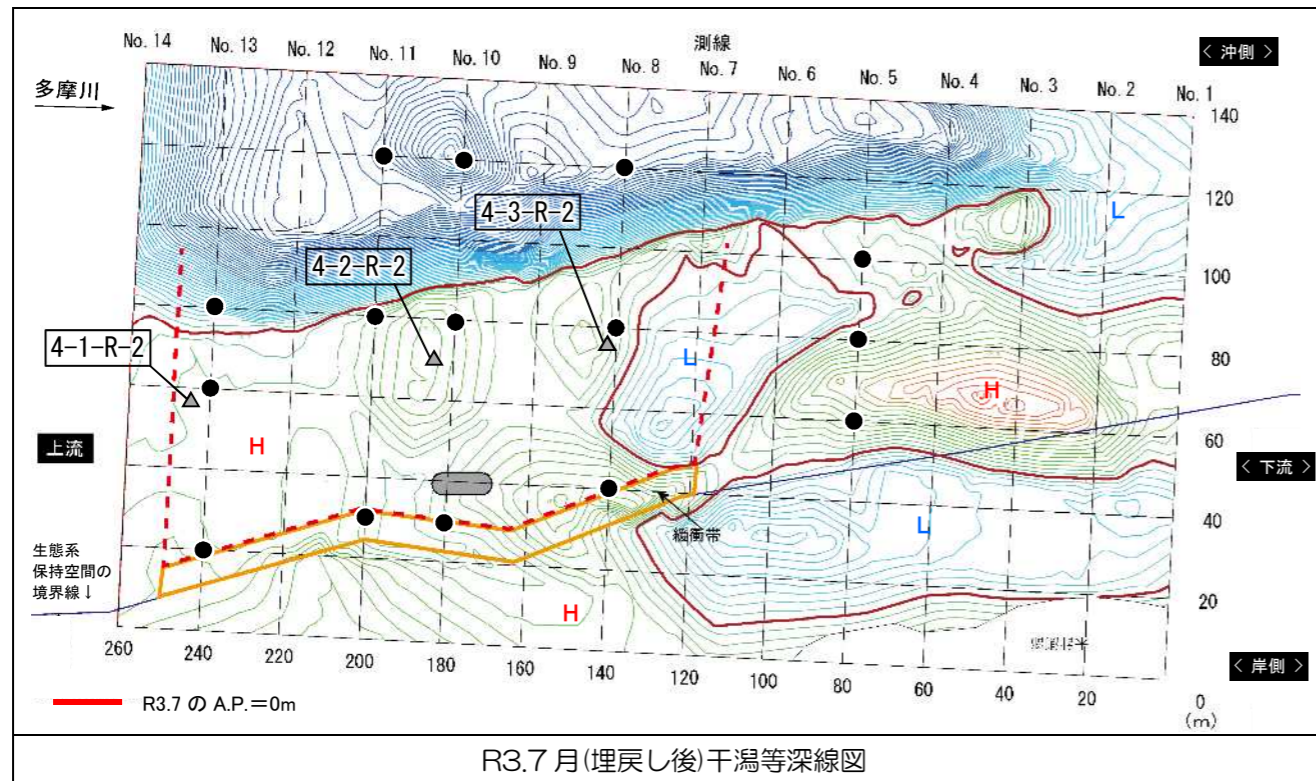 測線
No. 14
No. 13
No. 12
No. 11
No. 10
No. 9
No. 8
No. 7
No. 6
No. 5
No. 4
No. 3
No. 2
No. 1
< 沖側 >
多摩川
140
120
100
80
60
40
20
0
(m)
4-3-R-2
4-2-R-2
4-1-R-2
L
L
L
H
H
H
上流
< 下流 >
緩衝帯
生態系
保持空間の
境界線↓
260
240
220
200
180
160
140
120
100
80
60
40
20
< 岸側 >
R3.7 の A.P.=0m
R3.7月(埋戻し後)干潟等深線図